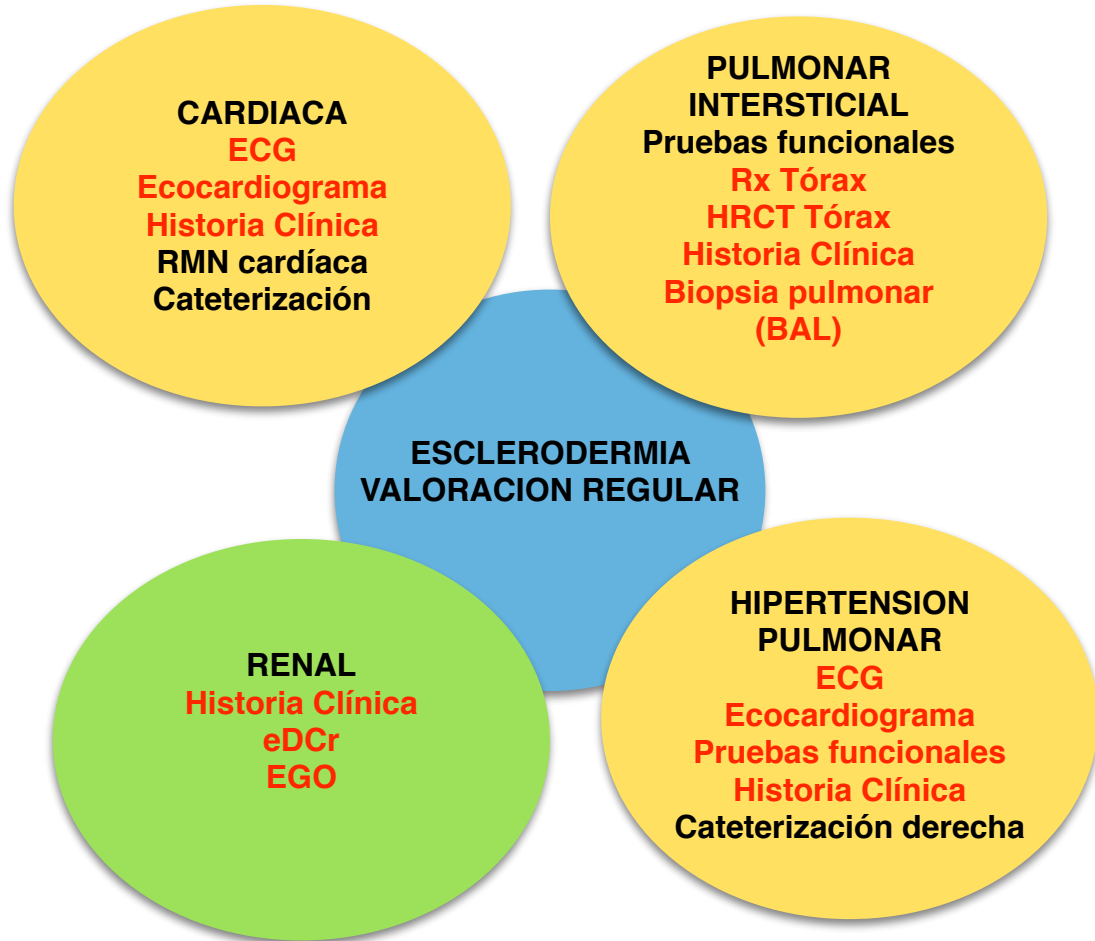 CARDIACA
ECG
Ecocardiograma
Historia Clínica
RMN cardíaca
Cateterización
PULMONAR
INTERSTICIAL
Pruebas funcionales
Rx Tórax
HRCT Tórax
Historia Clínica
Biopsia pulmonar
(BAL)
ESCLERODERMIA
VALORACION REGULAR
RENAL
Historia Clínica
eDCr
EGO
HIPERTENSION
PULMONAR
ECG
Ecocardiograma
Pruebas funcionales
Historia Clínica
Cateterización derecha